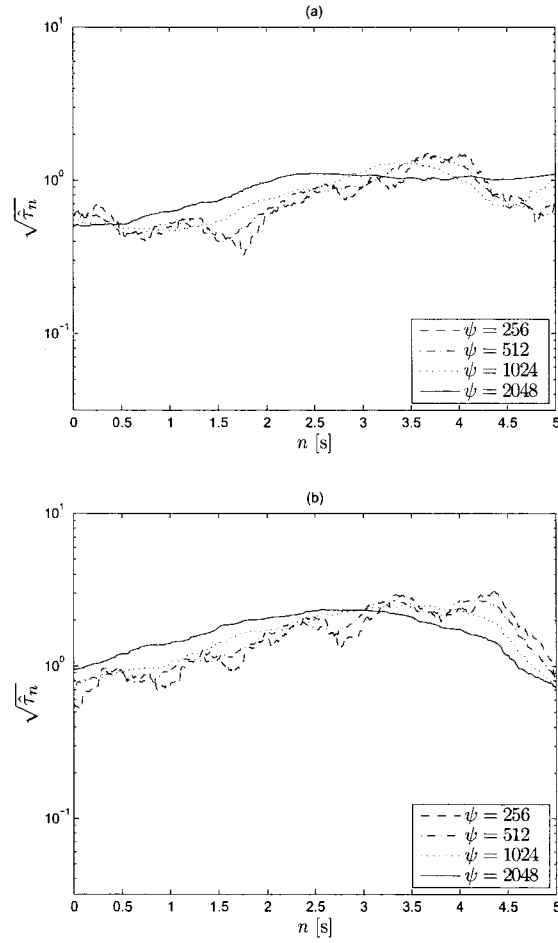 (a)
10^1
10^0
10^{-1}
√τ̂_n
ψ = 256
ψ = 512
ψ = 1024
ψ = 2048
0 0.5 1 1.5 2 2.5 3 3.5 4 4.5 5
n [s]
(b)
10^1
10^0
10^{-1}
√τ̂_n
ψ = 256
ψ = 512
ψ = 1024
ψ = 2048
0 0.5 1 1.5 2 2.5 3 3.5 4 4.5 5
n [s]